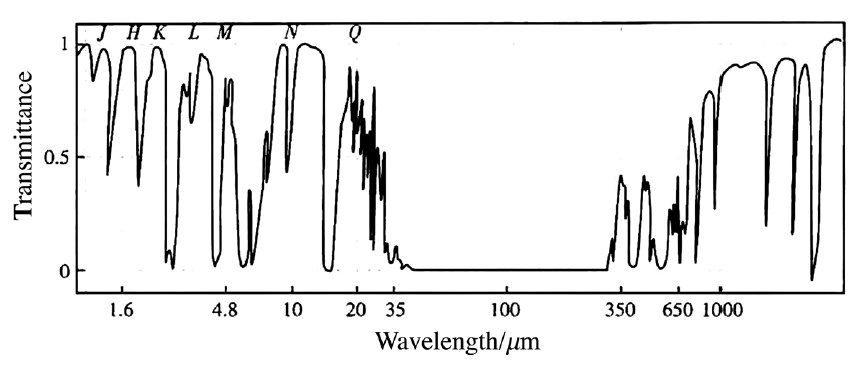 J H K L M N Q
1
0.5
0
Transmittance
1.6 4.8 10 20 35 100 350 650 1000
Wavelength/μm